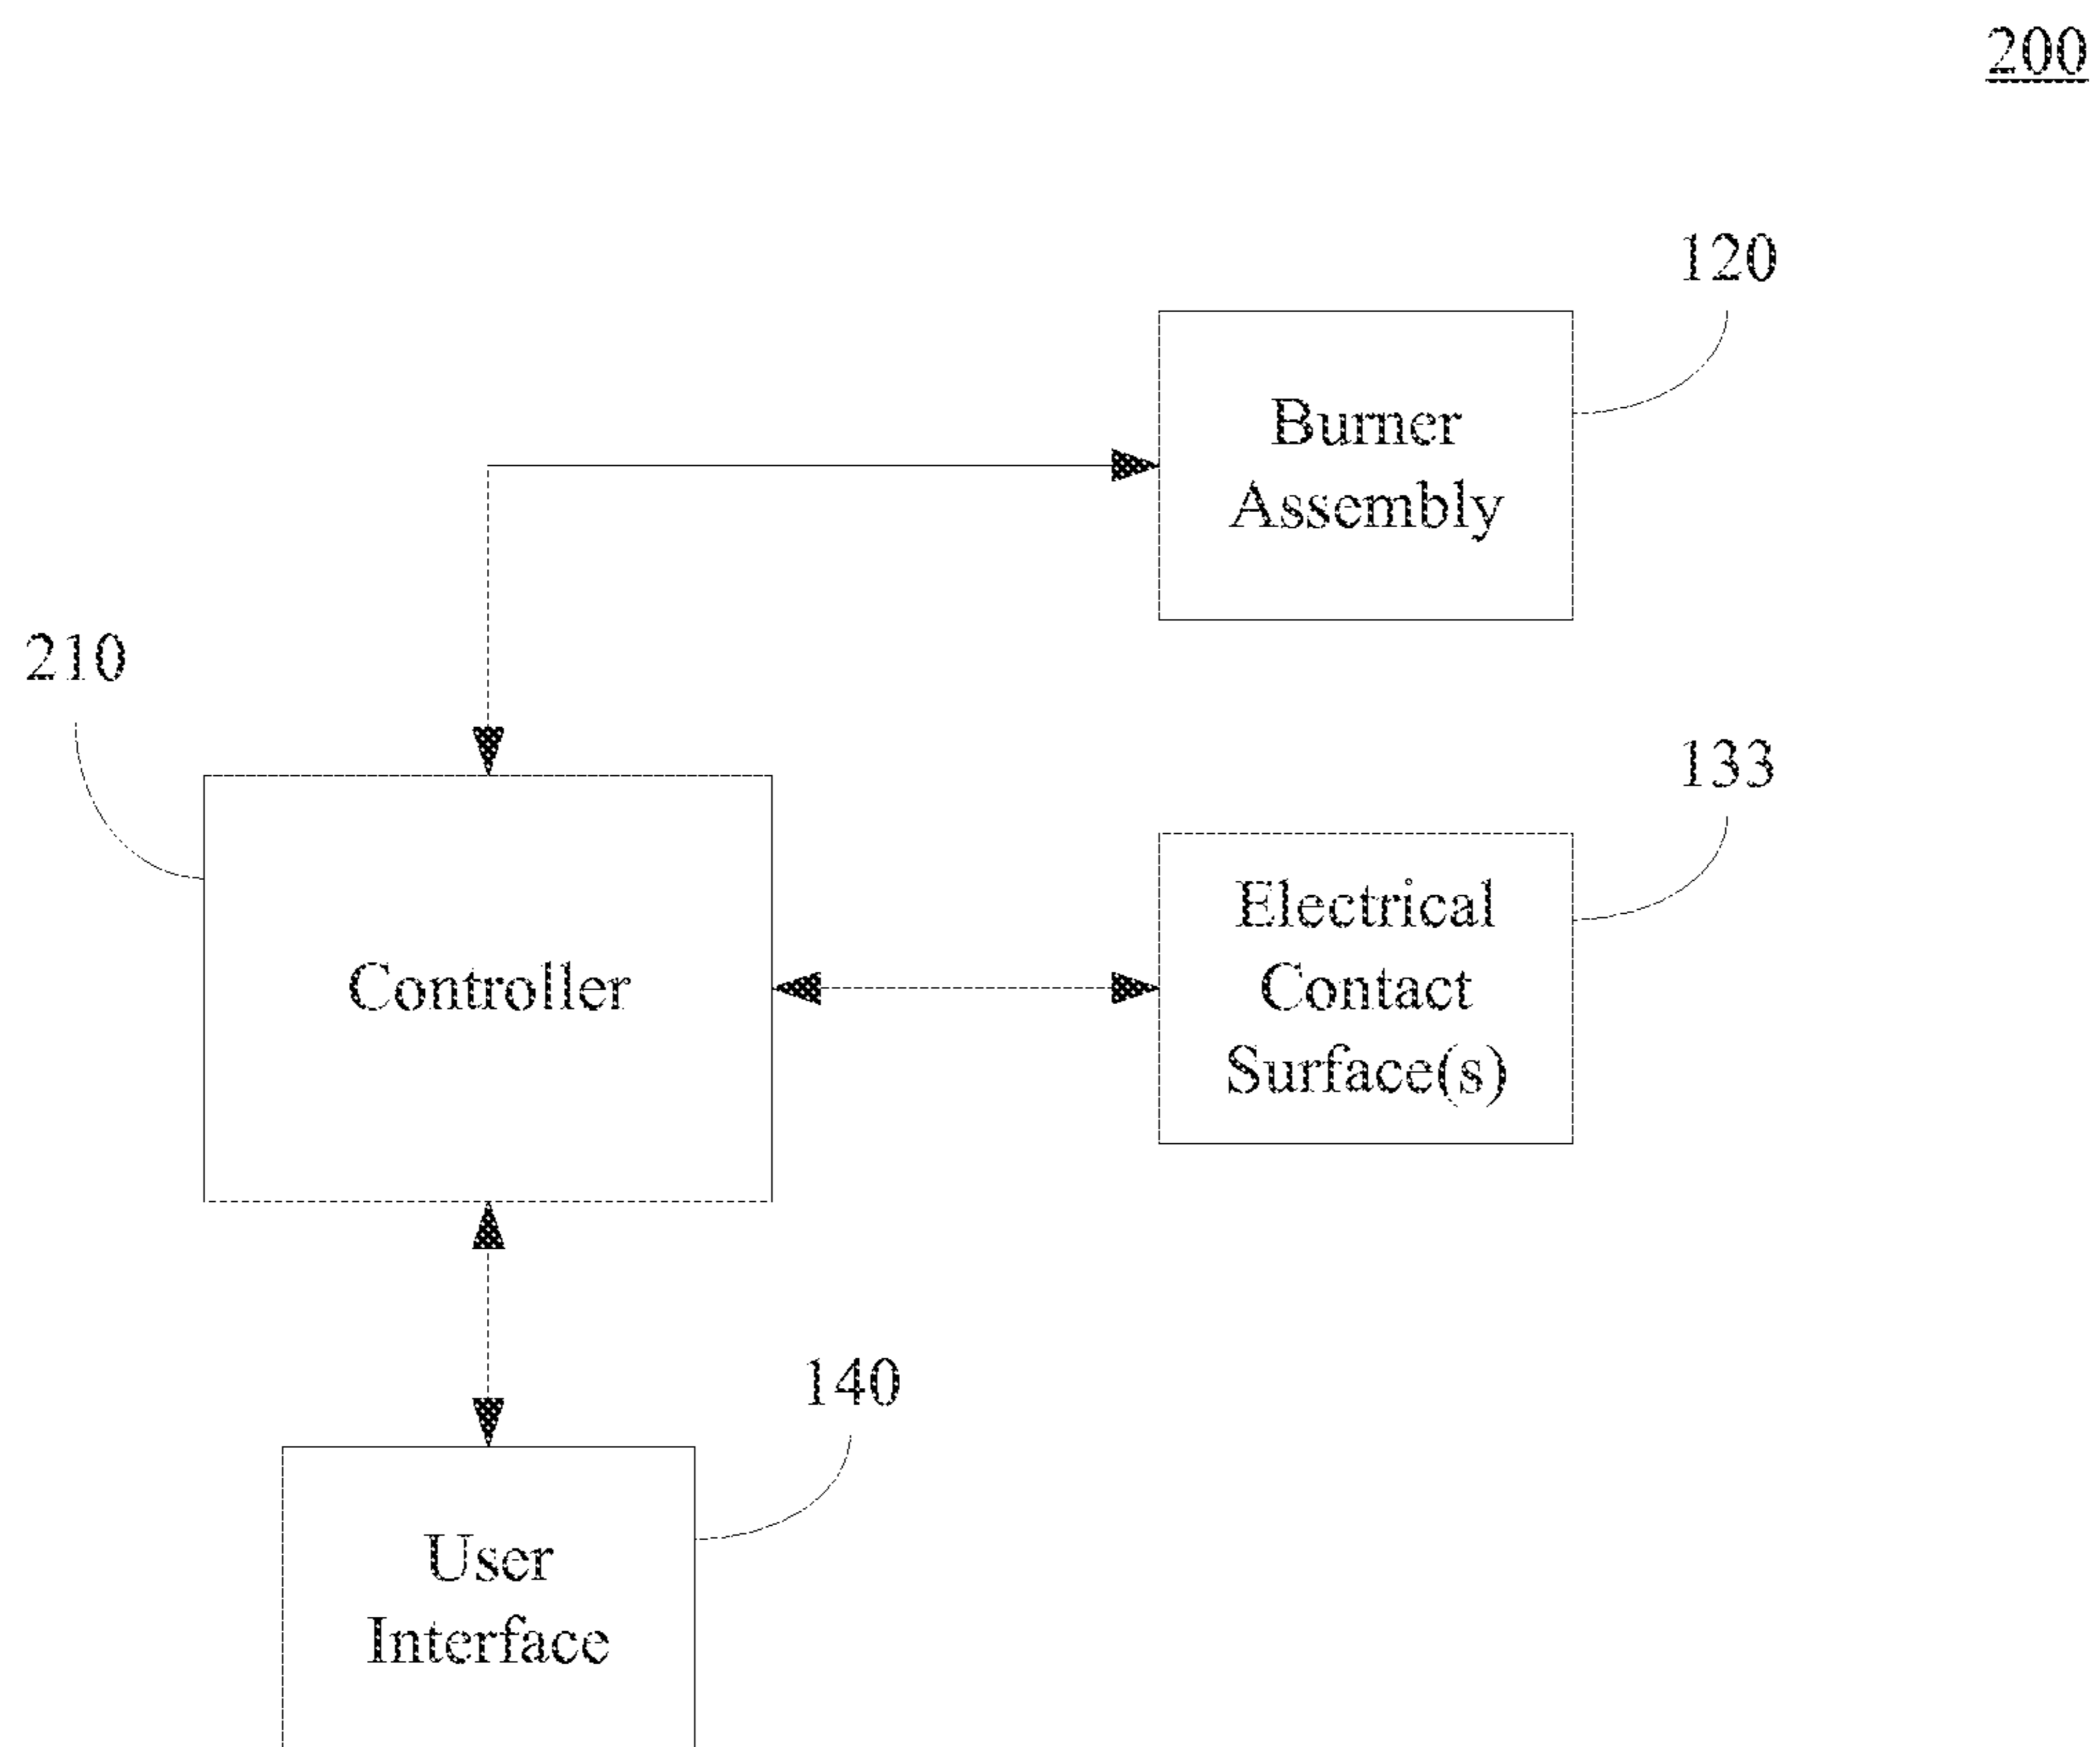 200
120
Burner
Assembly
210
133
Controller
Electrical
Contact
Surface(s)
140
User
Interface